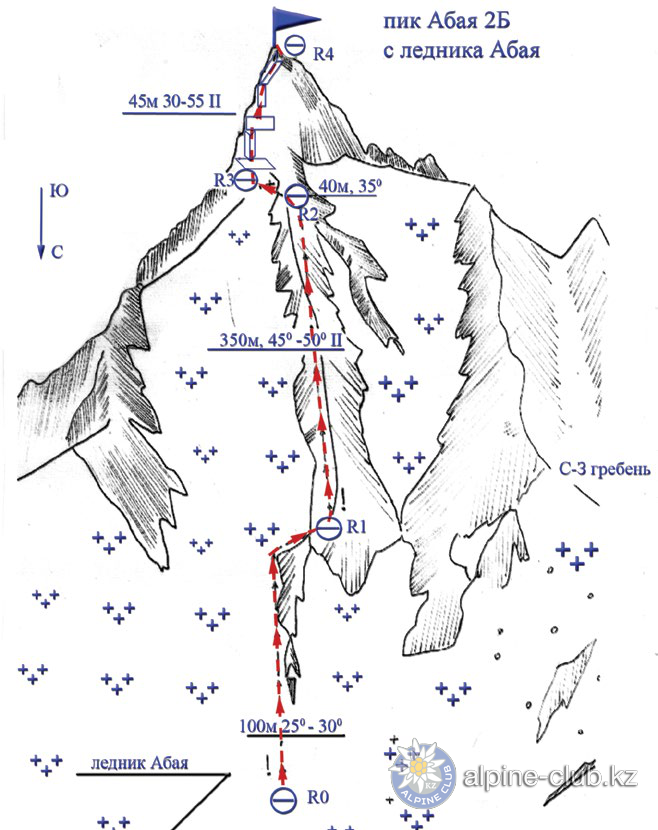 пик Абая 2Б
с ледника Абая
R4
45м 30-55 II
R3
40м, 35⁰
R2
Ю
С
350м, 45⁰ -50⁰ II
С-З гребень
!
R1
100м 25⁰ - 30⁰
ледник Абая
!
R0
KZ
ALPINE CLUB
alpine-club.kz